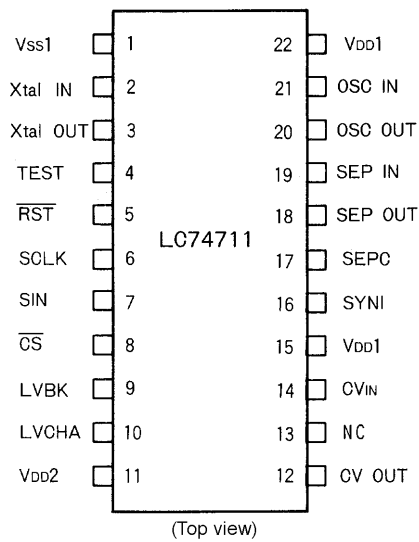 VSS1 1 22 VDD1
Xtal IN 2 21 OSC IN
Xtal OUT 3 20 OSC OUT
TEST 4 19 SEP IN
R̅S̅T̅ 5 18 SEP OUT
LC74711
SCLK 6 17 SEPC
SIN 7 16 SYNI
C̅S̅ 8 15 VDD1
LVBK 9 14 CVIN
LVCHA 10 13 NC
VDD2 11 12 CV OUT
(Top view)